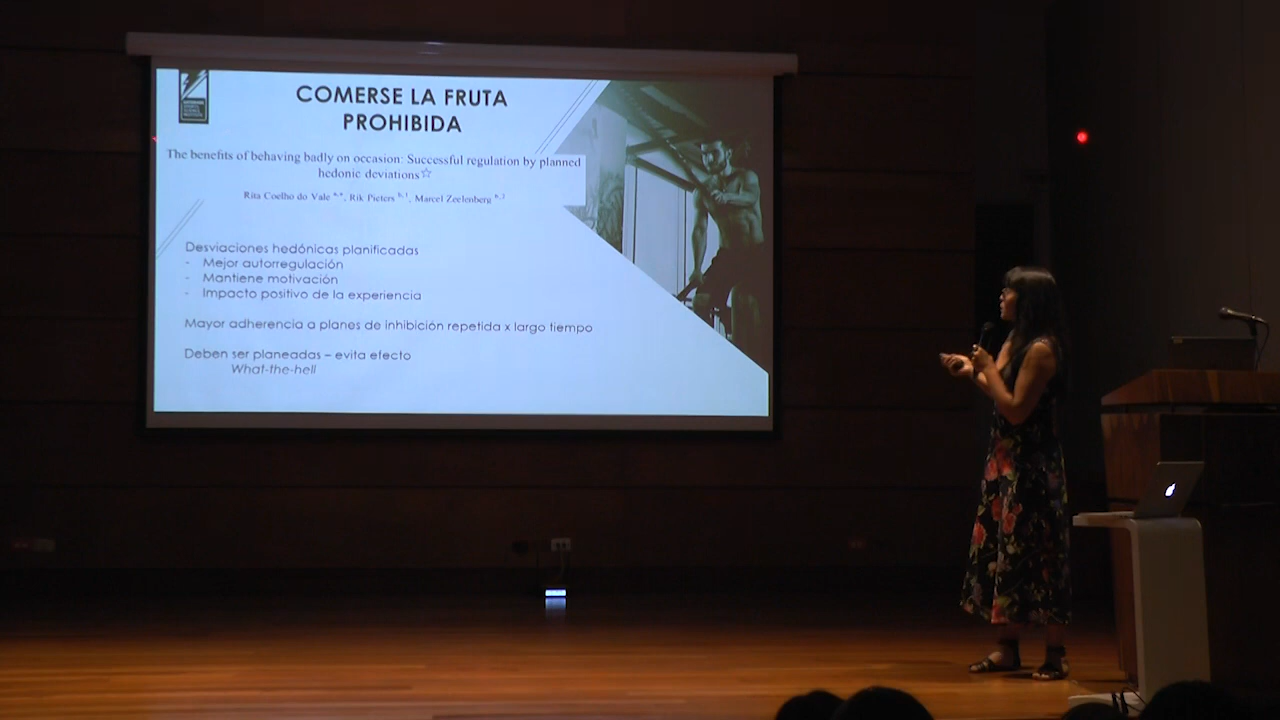 COMERSE LA FRUTA
PROHIBIDA
The benefits of behaving badly on occasion: Successful regulation by planned
hedonic deviations☆
Rita Coelho do Vale a,*, Rik Pieters b,1, Marcel Zeelenberg b,2
Desviaciones hedónicas planificadas
- Mejor autorregulación
- Mantiene motivación
- Impacto positivo de la experiencia
Mayor adherencia a planes de inhibición repetida x largo tiempo
Deben ser planeadas – evita efecto
What-the-hell